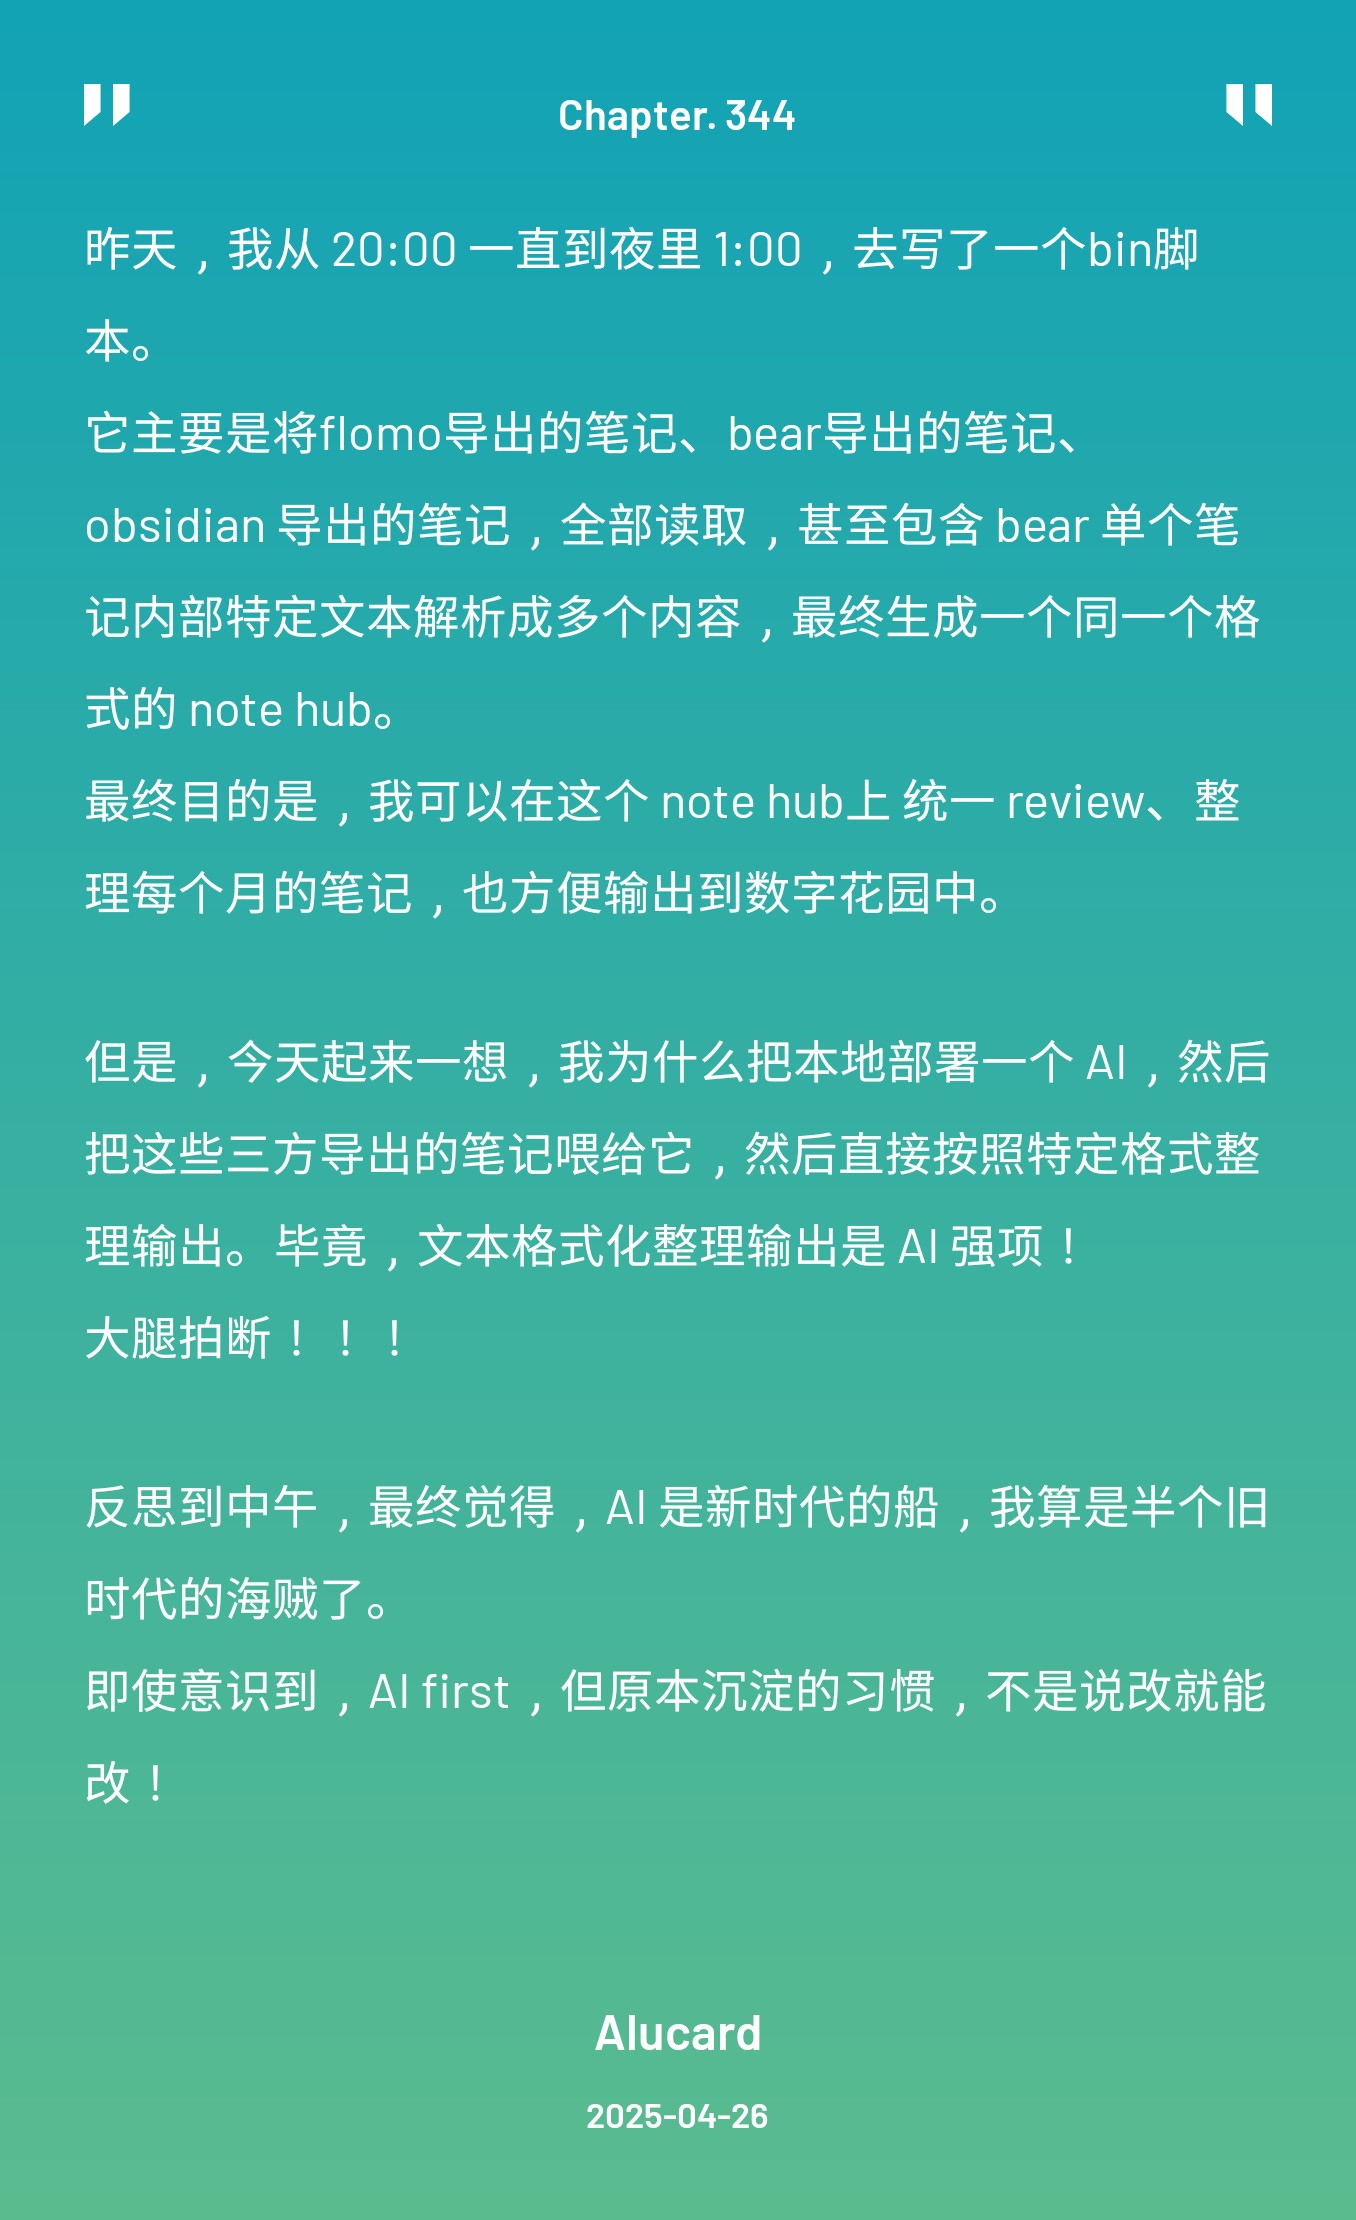 Chapter. 344
昨天，我从 20:00 一直到夜里 1:00，去写了一个bin脚
本。
它主要是将flomo导出的笔记、bear导出的笔记、
obsidian 导出的笔记，全部读取，甚至包含 bear 单个笔
记内部特定文本解析成多个内容，最终生成一个同一个格
式的 note hub。
最终目的是，我可以在这个 note hub上 统一 review、整
理每个月的笔记，也方便输出到数字花园中。
但是，今天起来一想，我为什么把本地部署一个 AI，然后
把这些三方导出的笔记喂给它，然后直接按照特定格式整
理输出。毕竟，文本格式化整理输出是 AI 强项！
大腿拍断！！！
反思到中午，最终觉得，AI 是新时代的船，我算是半个旧
时代的海贼了。
即使意识到，AI first，但原本沉淀的习惯，不是说改就能
改！
Alucard
2025-04-26